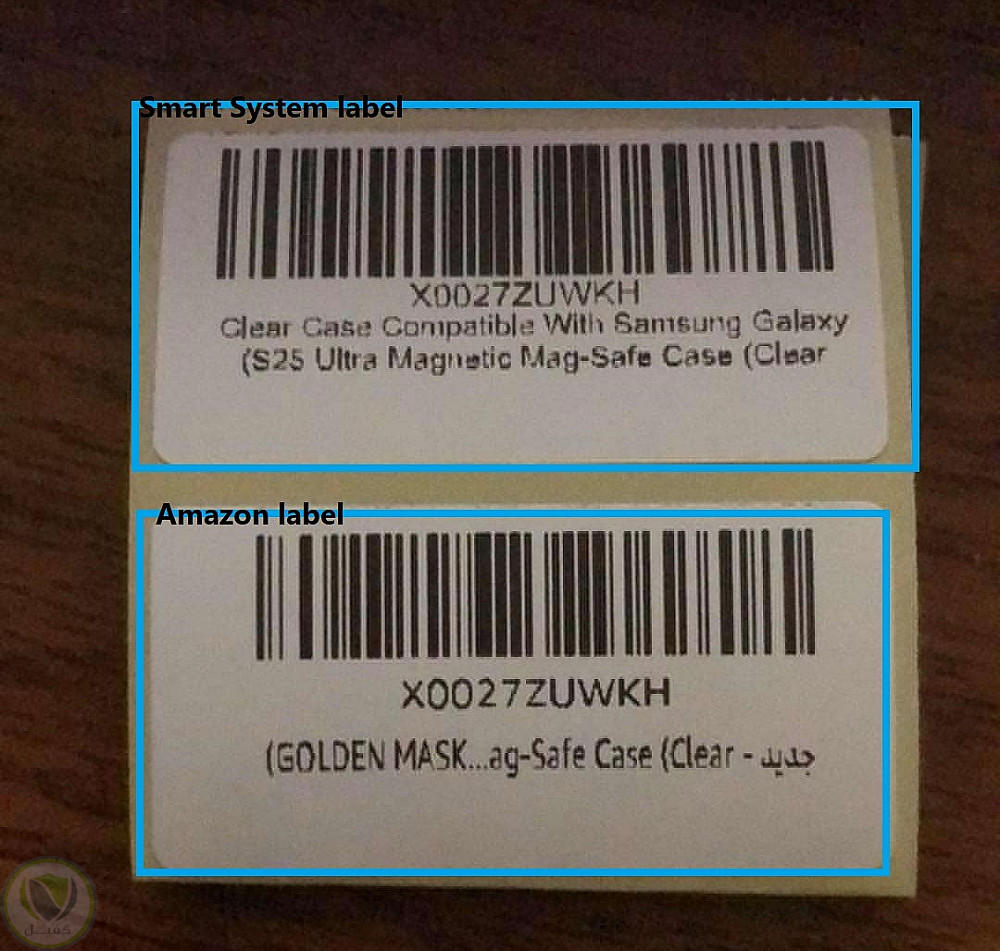 Smart System label
X0027ZUWKH
Clear Case Compatible With Samsung Galaxy
(S25 Ultra Magnetic Mag-Safe Case (Clear
Amazon label
X0027ZUWKH
(GOLDEN MASK...ag-Safe Case (Clear - جديد
كفيل